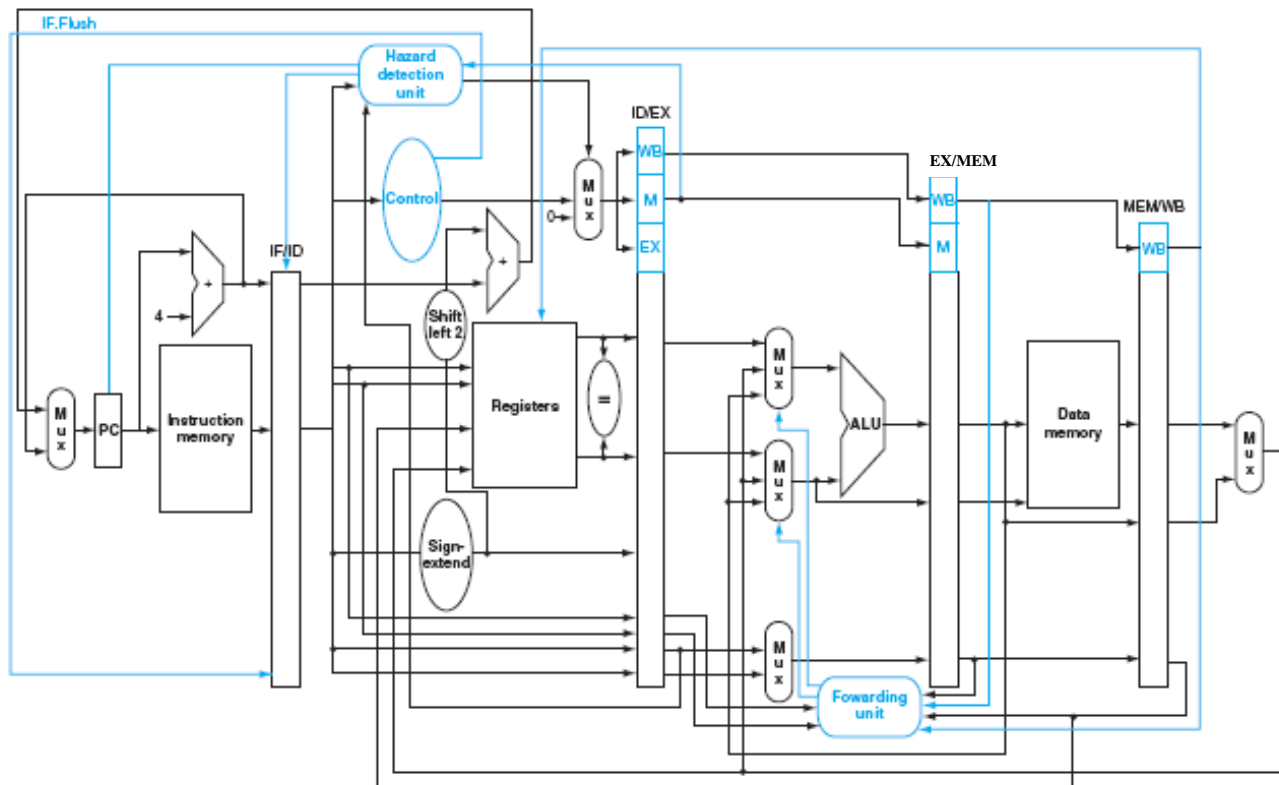 IF.Flush
Hazard
detection
unit
ID/EX
WB
EX/MEM
Control
M
u
x
M
WB
MEM/WB
0
EX
M
WB
IF/ID
+
+
4
Shift
left 2
M
u
x
PC
Instruction
memory
Registers
=
M
u
x
ALU
Data
memory
M
u
x
M
u
x
Sign-
extend
M
u
x
Fowarding
unit